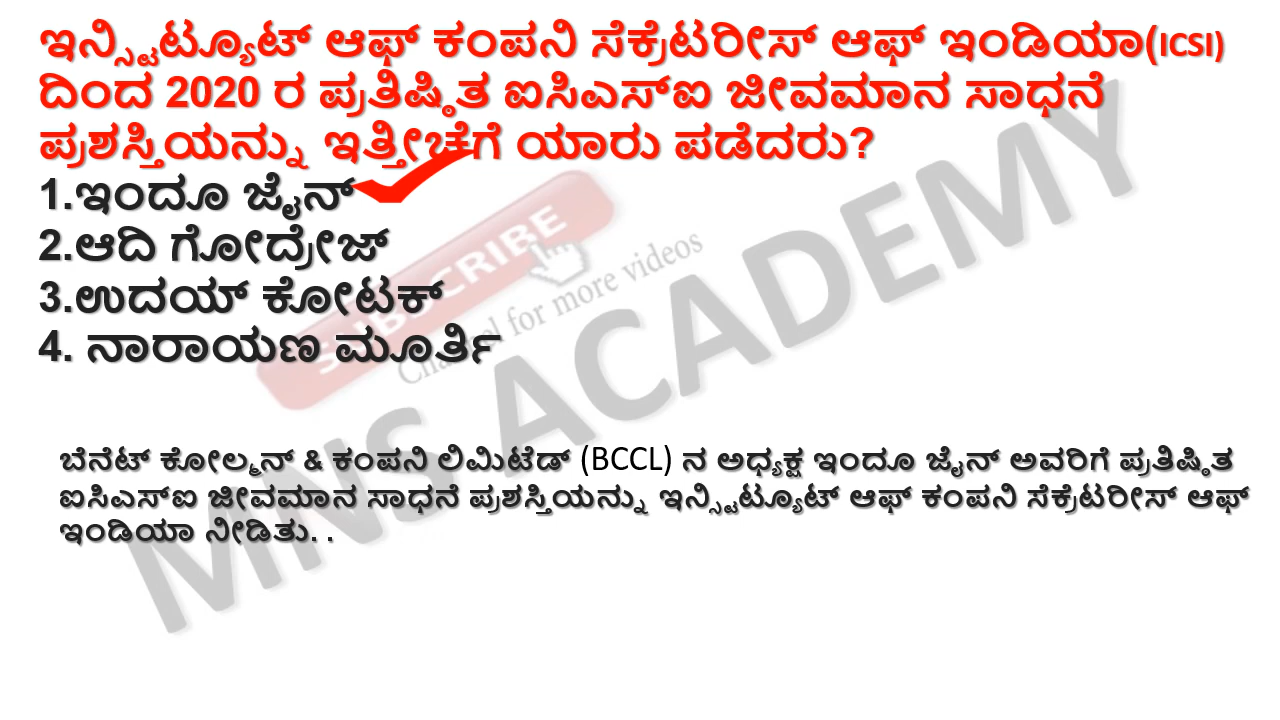 ಇನ್ಸ್ಟಿಟ್ಯೂಟ್ ಆಫ್ ಕಂಪನಿ ಸೆಕ್ರೆಟರೀಸ್ ಆಫ್ ಇಂಡಿಯಾ(ICSI)
ದಿಂದ 2020 ರ ಪ್ರತಿಷ್ಠಿತ ಐಸಿಎಸ್ಐ ಜೀವಮಾನ ಸಾಧನೆ
ಪ್ರಶಸ್ತಿಯನ್ನು ಇತ್ತೀಚೆಗೆ ಯಾರು ಪಡೆದರು?
1.ಇಂದೂ ಜೈನ್
2.ಆದಿ ಗೋದ್ರೇಜ್
3.ಉದಯ್ ಕೋಟಕ್
4. ನಾರಾಯಣ ಮೂರ್ತಿ
SUBSCRIBE
Channel for more videos
MNS ACADEMY
ಬೆನೆಟ್ ಕೋಲ್ಮನ್ & ಕಂಪನಿ ಲಿಮಿಟೆಡ್ (BCCL) ನ ಅಧ್ಯಕ್ಷ ಇಂದೂ ಜೈನ್ ಅವರಿಗೆ ಪ್ರತಿಷ್ಠಿತ
ಐಸಿಎಸ್ಐ ಜೀವಮಾನ ಸಾಧನೆ ಪ್ರಶಸ್ತಿಯನ್ನು ಇನ್ಸ್ಟಿಟ್ಯೂಟ್ ಆಫ್ ಕಂಪನಿ ಸೆಕ್ರೆಟರೀಸ್ ಆಫ್
ಇಂಡಿಯಾ ನೀಡಿತು. .